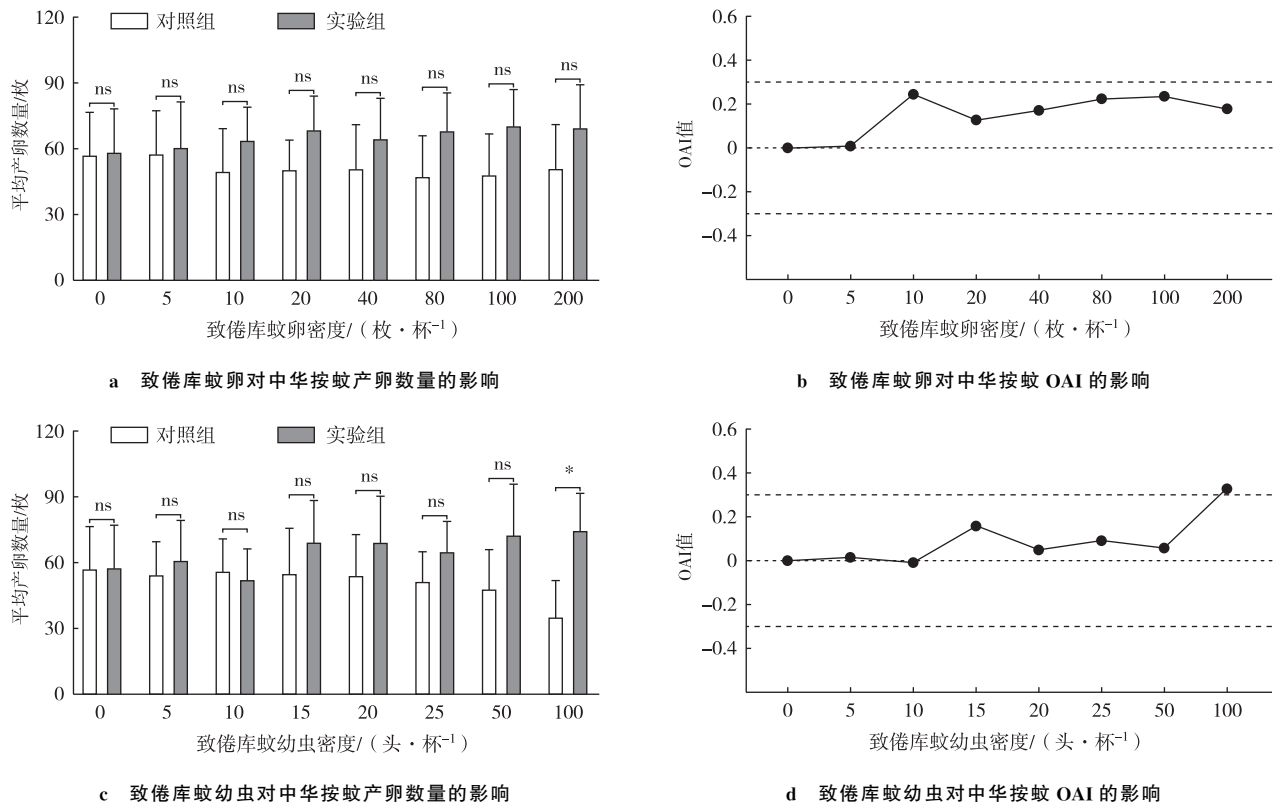 120
90
60
30
0
平均产卵数量/枚
对照组 实验组
ns ns ns ns ns ns ns ns
0 5 10 20 40 80 100 200
致倦库蚊卵密度/（枚·杯⁻¹）
a 致倦库蚊卵对中华按蚊产卵数量的影响
0.6
0.4
0.2
0
−0.2
−0.4
OAI值
0 5 10 20 40 80 100 200
致倦库蚊卵密度/（枚·杯⁻¹）
b 致倦库蚊卵对中华按蚊 OAI 的影响
120
90
60
30
0
平均产卵数量/枚
对照组 实验组
ns ns ns ns ns ns ns *
0 5 10 15 20 25 50 100
致倦库蚊幼虫密度/（头·杯⁻¹）
c 致倦库蚊幼虫对中华按蚊产卵数量的影响
0.6
0.4
0.2
0
−0.2
−0.4
OAI值
0 5 10 15 20 25 50 100
致倦库蚊幼虫密度/（头·杯⁻¹）
d 致倦库蚊幼虫对中华按蚊 OAI 的影响